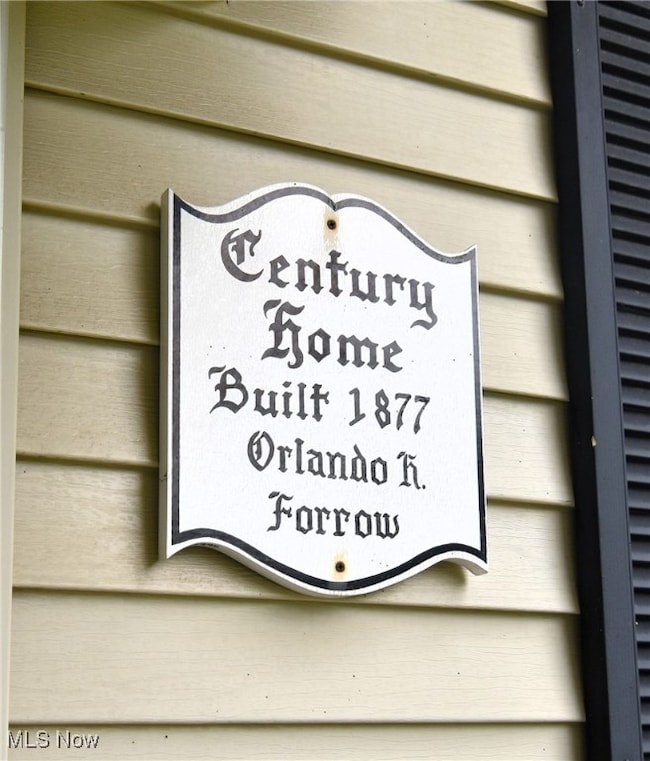 Century
Home
Built 1877
Orlando K.
Forrow
MLS Now